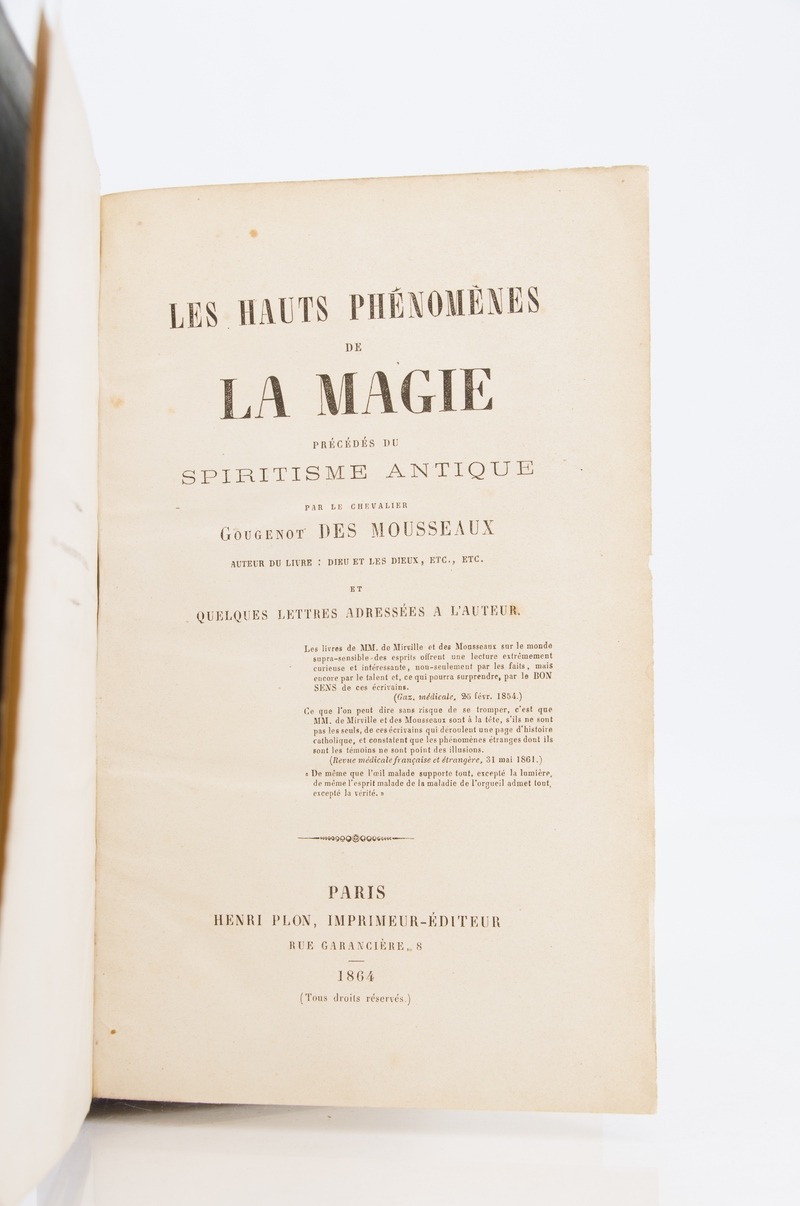 LES HAUTS PHÉNOMÈNES
DE
LA MAGIE
PRÉCÉDÉS DU
SPIRITISME ANTIQUE
PAR LE CHEVALIER
GOUGENOT DES MOUSSEAUX
AUTEUR DU LIVRE : DIEU ET LES DIEUX, ETC., ETC.
ET
QUELQUES LETTRES ADRESSÉES A L'AUTEUR.
Les livres de MM. de Mirville et des Mousseaux sur le monde
supra-sensible des esprits offrent une lecture extrêmement
curieuse et intéressante, non-seulement par les faits, mais
encore par le talent et, ce qui pourra surprendre, par le BON
SENS de ces écrivains.
(Gaz. médicale, 26 févr. 1854.)
Ce que l'on peut dire sans risque de se tromper, c'est que
MM. de Mirville et des Mousseaux sont à la tête, s'ils ne sont
pas les seuls, de ces écrivains qui déroulent une page d'histoire
catholique, et constatent que les phénomènes étranges dont ils
sont les témoins ne sont point des illusions.
(Revue médicale française et étrangère, 31 mai 1861.)
« De même que l'œil malade supporte tout, excepté la lumière,
de même l'esprit malade de la maladie de l'orgueil admet tout,
excepté la vérité. »
PARIS
HENRI PLON, IMPRIMEUR-ÉDITEUR
RUE GARANCIÈRE, 8
1864
(Tous droits réservés.)